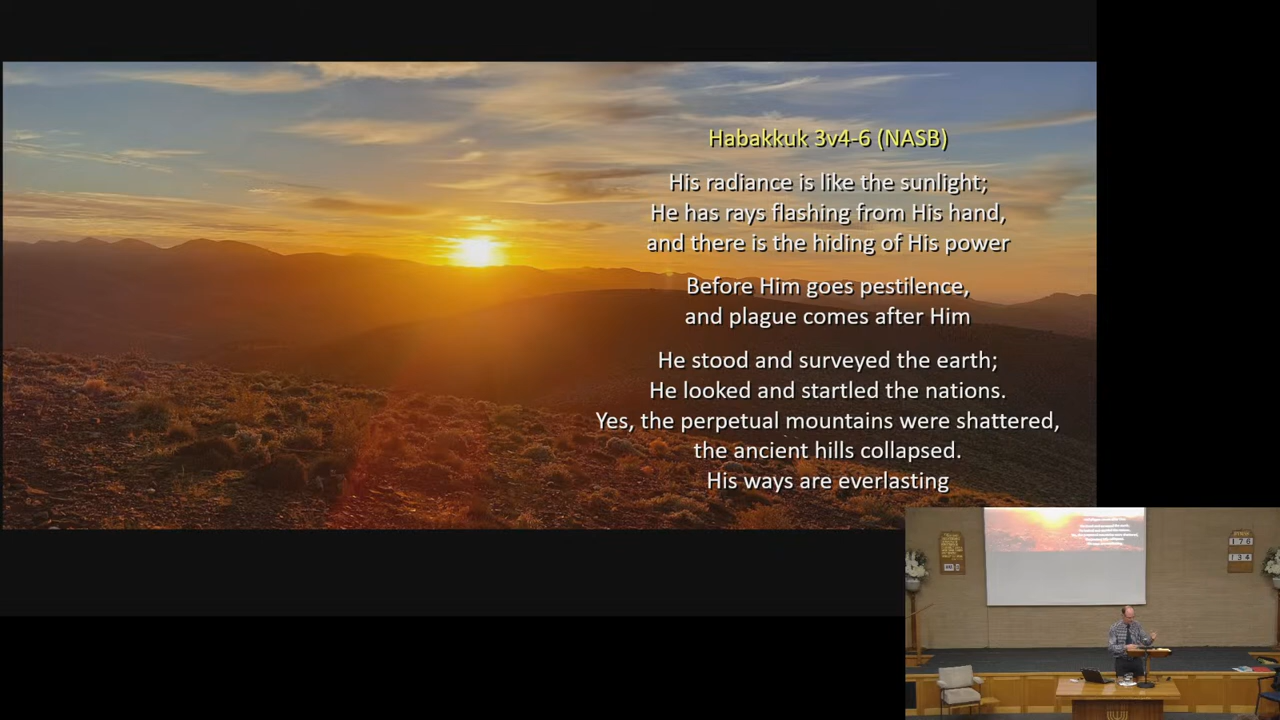 Habakkuk 3v4-6 (NASB)
His radiance is like the sunlight;
He has rays flashing from His hand,
and there is the hiding of His power
Before Him goes pestilence,
and plague comes after Him
He stood and surveyed the earth;
He looked and startled the nations.
Yes, the perpetual mountains were shattered,
the ancient hills collapsed.
His ways are everlasting
176
134